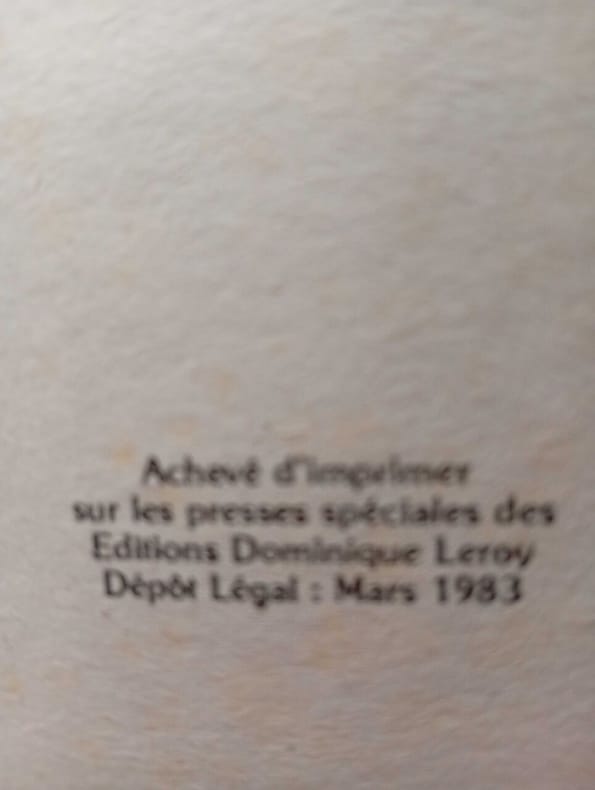 Achevé d'imprimer
sur les presses spéciales des
Editions Dominique Leroy
Dépôt Légal : Mars 1983